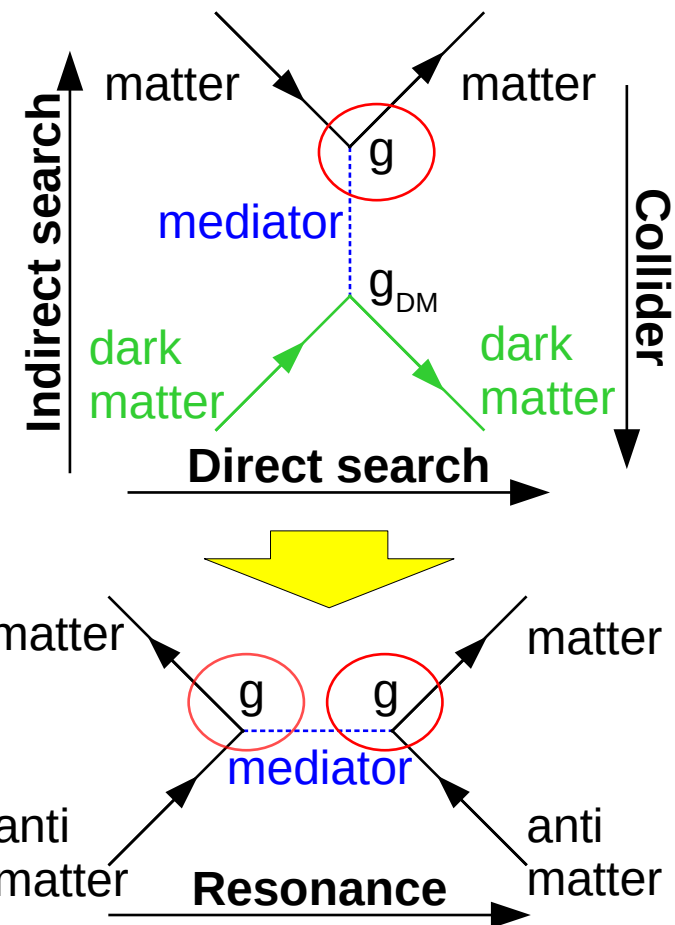 matter
matter
g
Indirect search
mediator
Collider
gDM
dark
matter
dark
matter
Direct search
matter
matter
g
g
mediator
anti
matter
anti
matter
Resonance